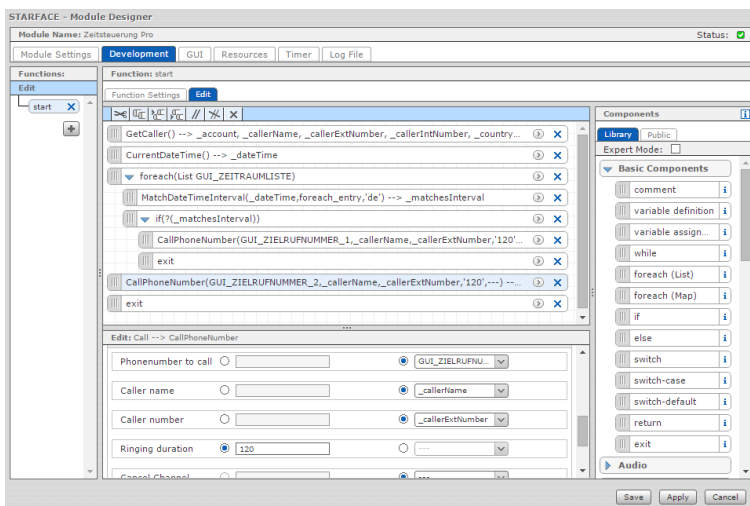 STARFACE - Module Designer
Module Name: Zeitsteuerung Pro
Status:
Module Settings
Development
GUI
Resources
Timer
Log File
Functions:
Edit
start
Function: start
Function Settings
Edit
GetCaller() --> _account, _callerName, _callerExtNumber, _callerIntNumber, _country...
CurrentDateTime() --> _dateTime
foreach(List GUI_ZEITRAUMLISTE)
MatchDateTimeInterval(_dateTime,foreach_entry,'de') --> _matchesInterval
if(?(_matchesInterval))
CallPhoneNumber(GUI_ZIELRUFNUMMER_1,_callerName,_callerExtNumber,'120'...
exit
CallPhoneNumber(GUI_ZIELRUFNUMMER_2,_callerName,_callerExtNumber,'120',---) --...
exit
Edit: Call --> CallPhoneNumber
Phonenumber to call
GUI_ZIELRUFNU...
Caller name
_callerName
Caller number
_callerExtNumber
Ringing duration
120
---
Cancel Channel
---
Components
Library
Public
Expert Mode:
Basic Components
comment
variable definition
variable assign...
while
foreach (List)
foreach (Map)
if
else
switch
switch-case
switch-default
return
exit
Audio
Save
Apply
Cancel